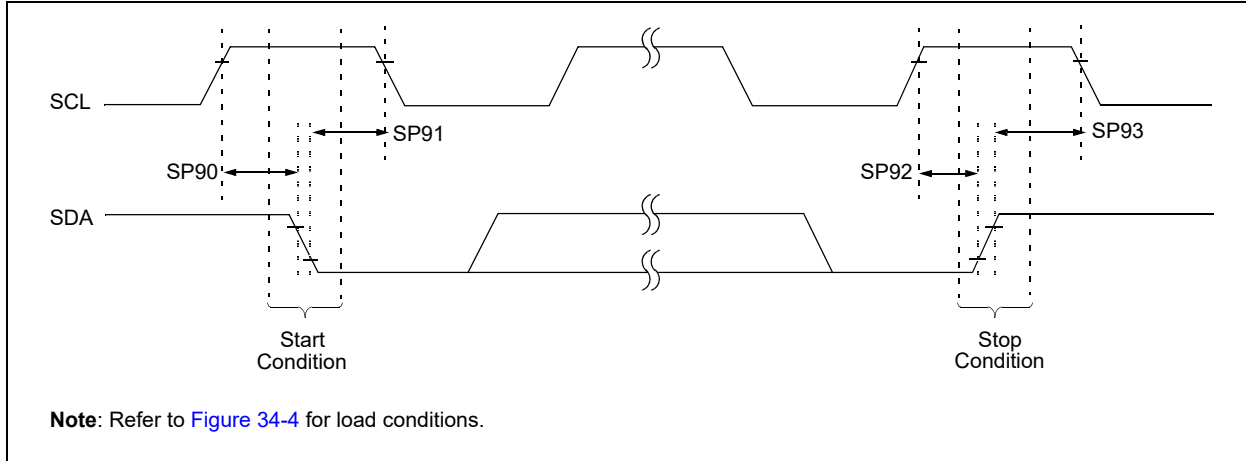 SCL
SP91
SP93
SP90
SP92
SDA
Start
Condition
Stop
Condition
Note: Refer to Figure 34-4 for load conditions.